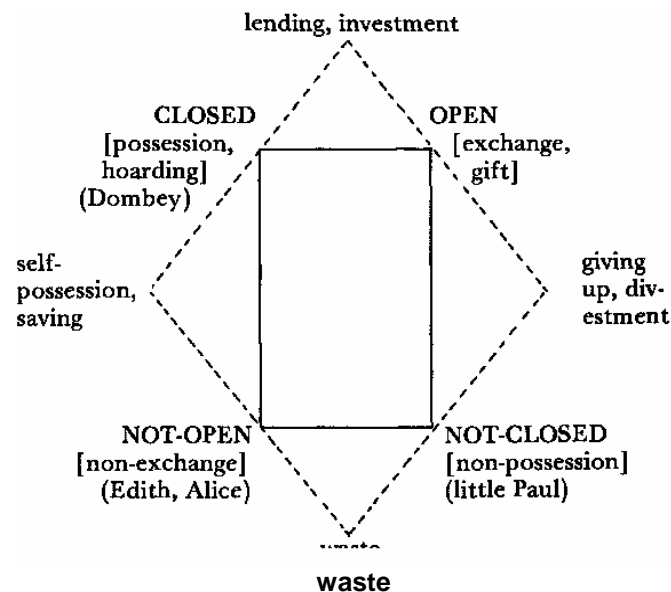 lending, investment
CLOSED
[possession,
hoarding]
(Dombey)
OPEN
[exchange,
gift]
self-
possession,
saving
giving
up, div-
estment
NOT-OPEN
[non-exchange]
(Edith, Alice)
NOT-CLOSED
[non-possession]
(little Paul)
waste
waste